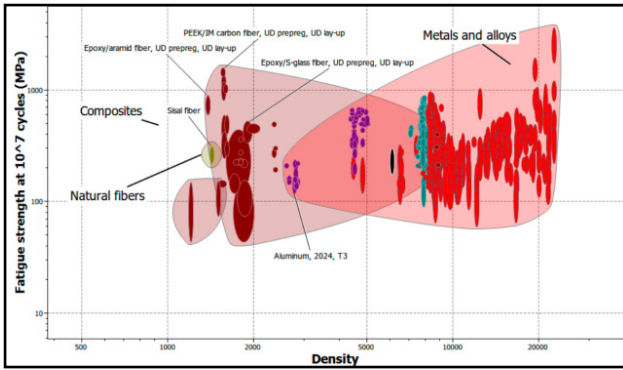 PEEK/IM carbon fiber, UD prepreg, UD lay-up
Metals and alloys
Epoxy/aramid fiber, UD prepreg, UD lay-up
Epoxy/S-glass fiber, UD prepreg, UD lay-up
Composites
Sisal fiber
Natural fibers
Aluminum, 2024, T3
Fatigue strength at 10^7 cycles (MPa)
1000
100
10
500
1000
2000
5000
10000
20000
Density